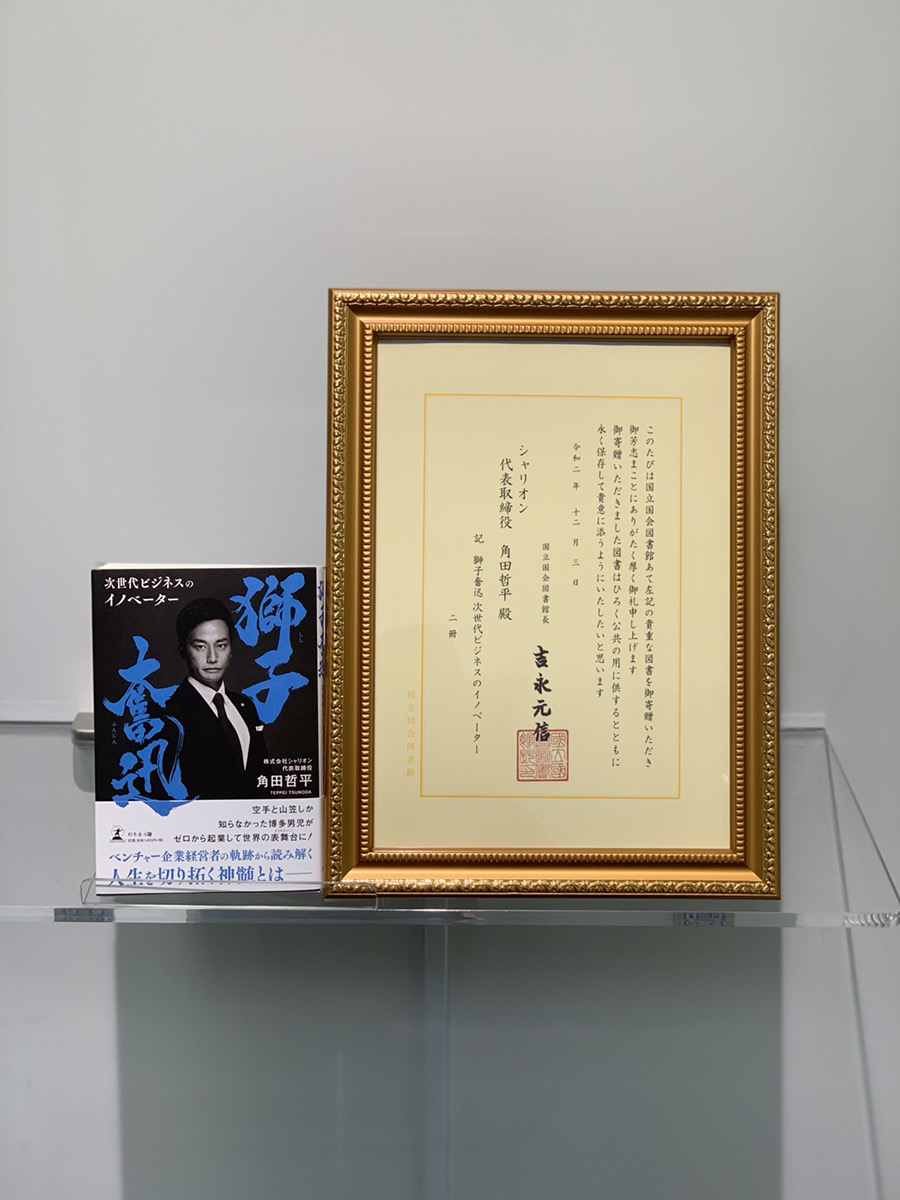 次世代ビジネスの
イノベーター
獅子
しし
奮迅
ふんじん
株式会社シャリオン
代表取締役
角田哲平
TEPPEI TSUNODA
空手と山笠しか
知らなかった博多男児が
ゼロから起業して世界の表舞台に!
幻冬舎
ベンチャー企業経営者の軌跡から読み解く
人生を切り拓く神髄とは──
このたびは国立国会図書館あて左記の貴重な図書を御寄贈いただき
御芳志まことにありがたく厚く御礼申し上げます
御寄贈いただきました図書はひろく公共の用に供するとともに
永く保存して貴意に添うようにいたしたいと思います
令和二年 十二月三日
国立国会図書館長 吉永元信
シャリオン
代表取締役 角田哲平 殿
記 獅子奮迅 次世代ビジネスのイノベーター
二冊
国立国会図書館